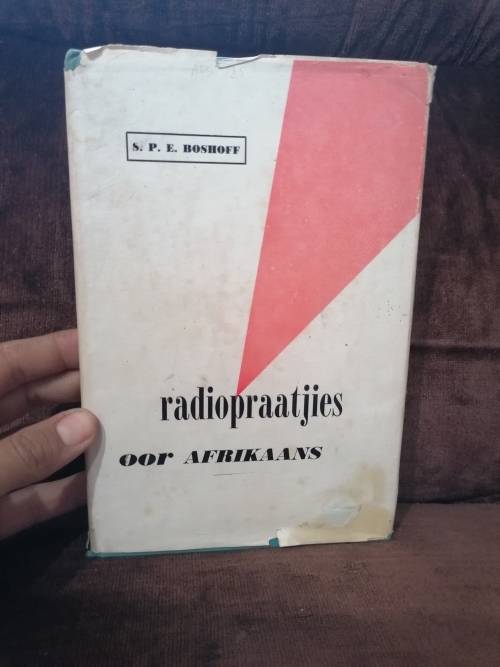 S. P. E. BOSHOFF
radiopraatjies
oor AFRIKAANS